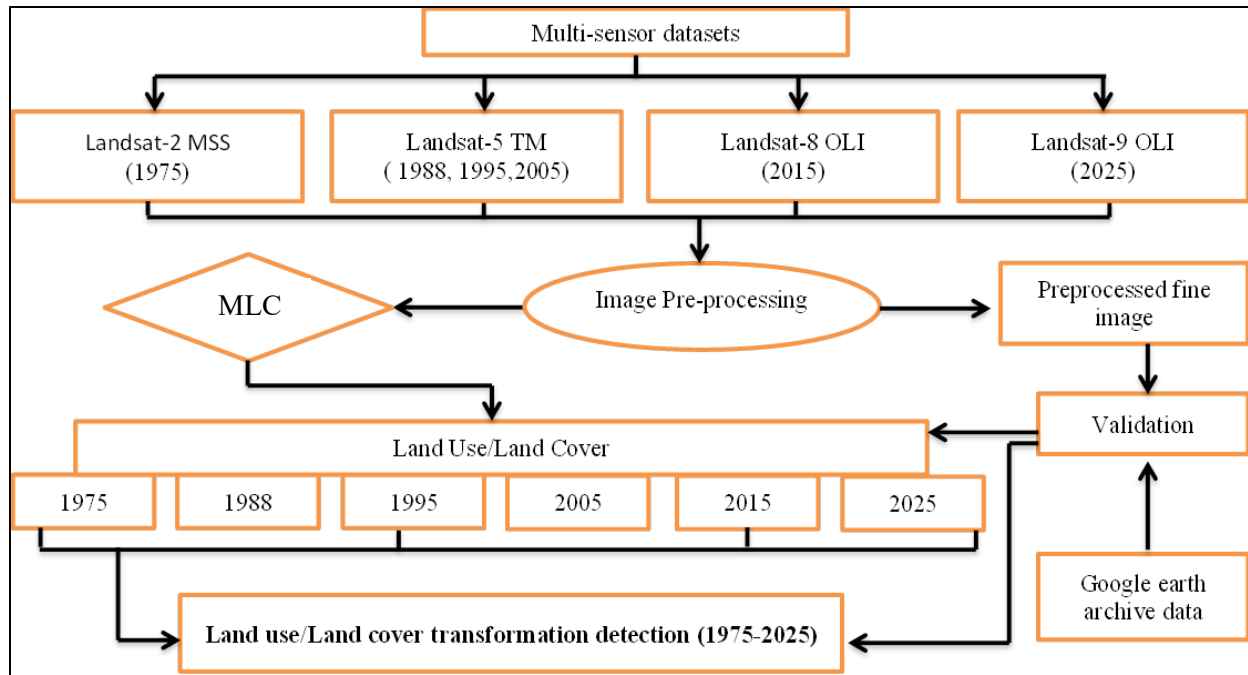 Multi-sensor datasets
Landsat-2 MSS
(1975)
Landsat-5 TM
( 1988, 1995,2005)
Landsat-8 OLI
(2015)
Landsat-9 OLI
(2025)
MLC
Image Pre-processing
Preprocessed fine
image
Validation
Land Use/Land Cover
1975
1988
1995
2005
2015
2025
Google earth
archive data
Land use/Land cover transformation detection (1975-2025)